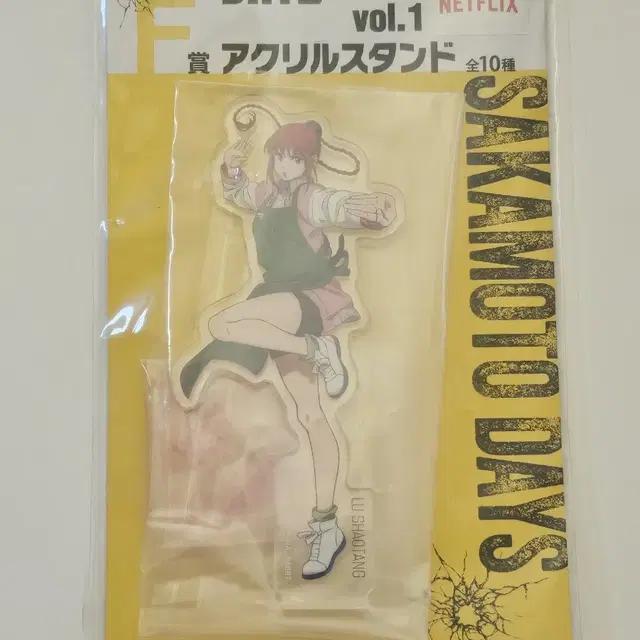 DAYS
vol.1
NETFLIX
F
賞 アクリルスタンド 全10種
SAKAMOTO DAYS
LU SHAOTANG